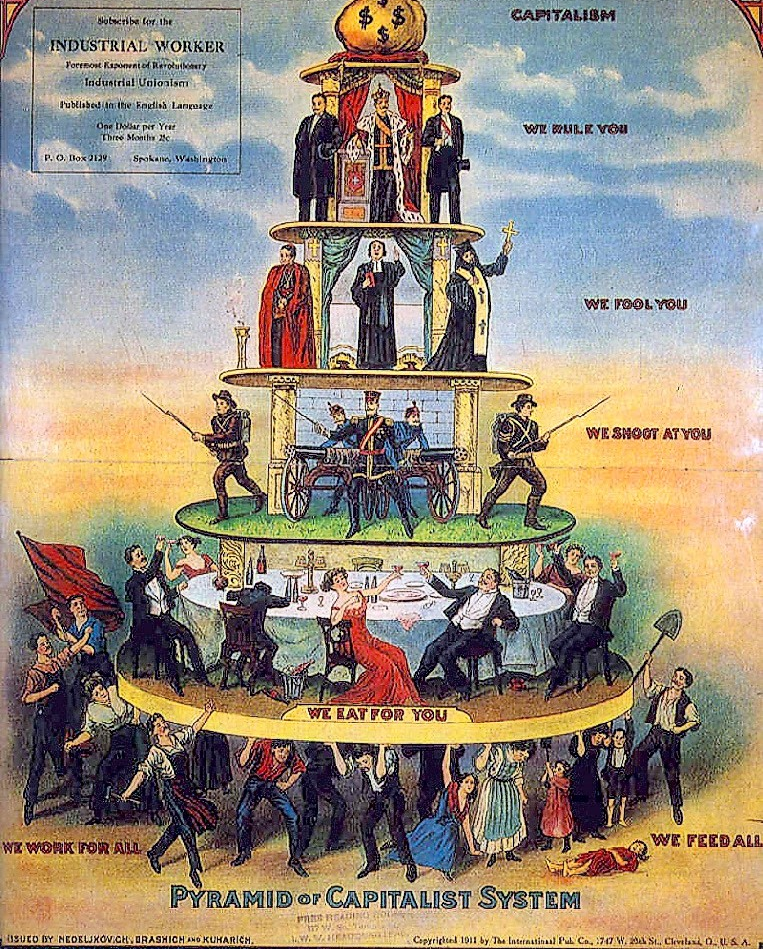 Subscribe for the
INDUSTRIAL WORKER
Foremost Exponent of Revolutionary
Industrial Unionism
Published in the English Language
One Dollar per Year
Three Months 25c
P. O. Box 2129 Spokane, Washington
$ $ $
CAPITALISM
WE RULE YOU
WE FOOL YOU
WE SHOOT AT YOU
WE EAT FOR YOU
WE WORK FOR ALL
WE FEED ALL
PYRAMID OF CAPITALIST SYSTEM
FREE READING
I.W.W. HEADQUARTERS
ISSUED BY NEDELJKOVICH, BRASHICH AND KUHARICH.
Copyrighted 1911 by The International Pub. Co., 747 W. 20th St., Cleveland, O., U. S. A.